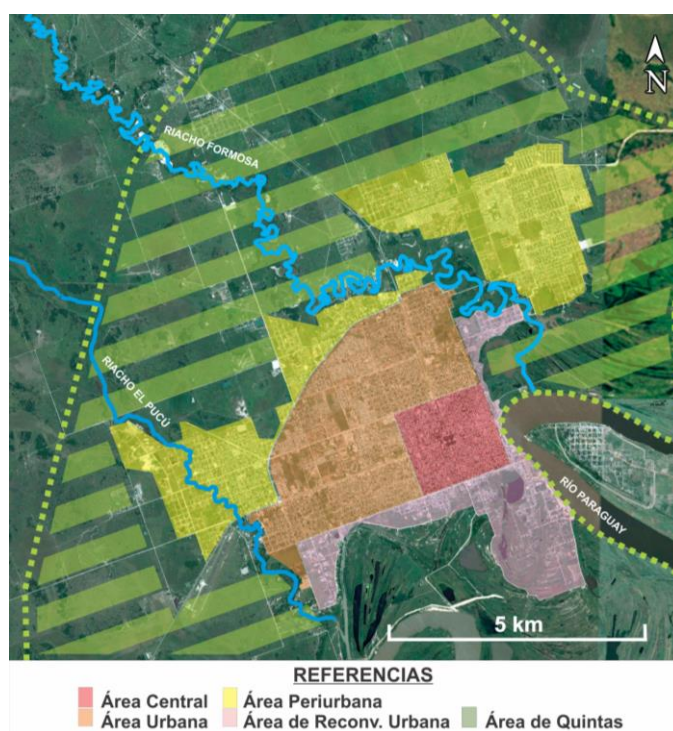 N
RIACHO FORMOSA
RIACHO EL PUCÚ
RÍO PARAGUAY
5 km
REFERENCIAS
Área Central
Área Periurbana
Área Urbana
Área de Reconv. Urbana
Área de Quintas